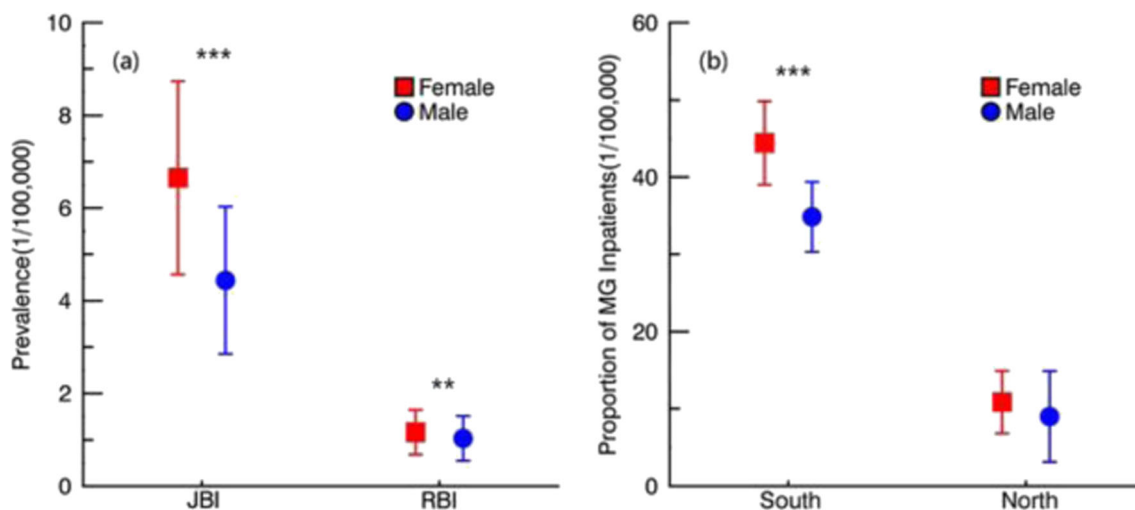 (a)
***
Female
Male
**
Prevalence(1/100,000)
10
8
6
4
2
0
JBI
RBI
(b)
***
Female
Male
Proportion of MG Inpatients(1/100,000)
60
40
20
0
South
North